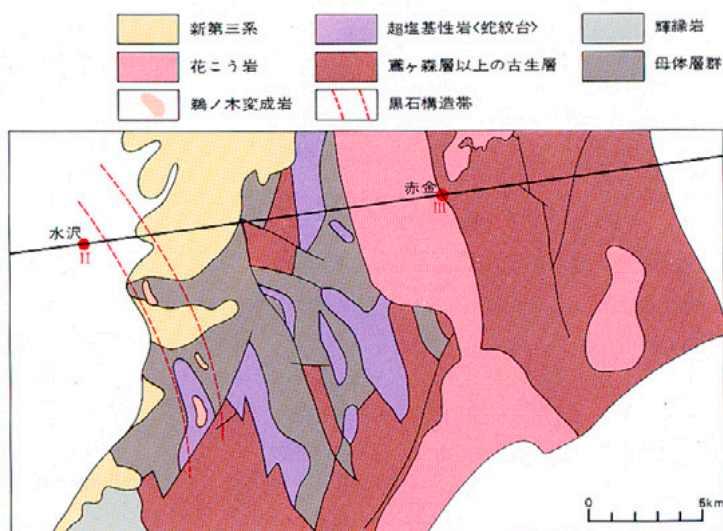 新第三系
超塩基性岩〈蛇紋台〉
輝緑岩
花こう岩
鳶ヶ森層以上の古生層
母体層群
鵜ノ木変成岩
黒石構造帯
赤金
III
水沢
II
0 5km